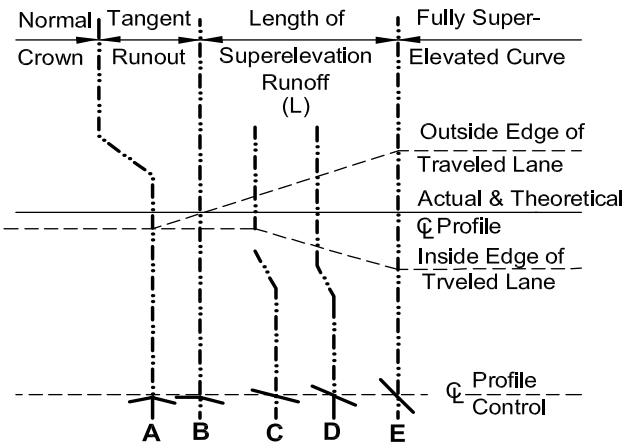 Normal
Crown
Tangent
Runout
Length of
Superelevation
Runoff
(L)
Fully Super-
Elevated Curve
Outside Edge of
Traveled Lane
Actual & Theoretical
℄ Profile
Inside Edge of
Trveled Lane
℄ Profile
Control
A B C D E